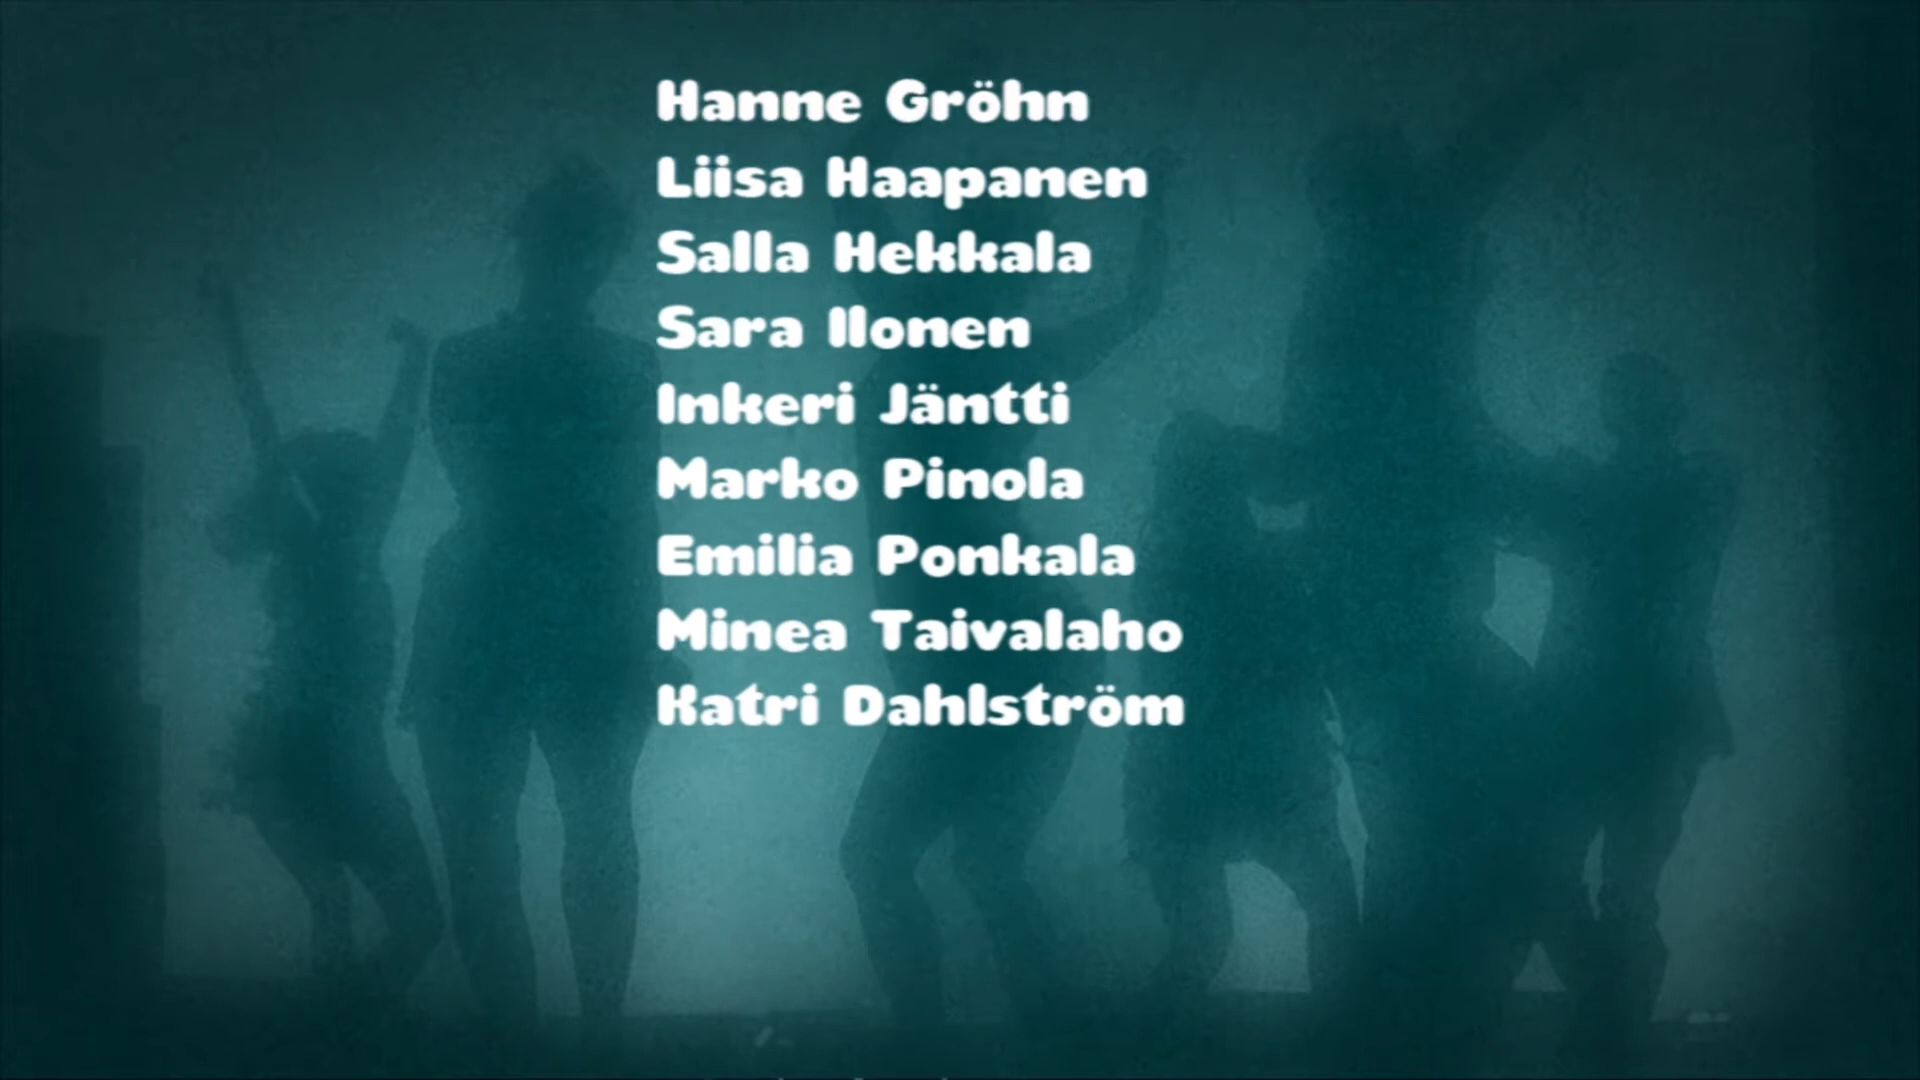 Hanne Gröhn
Liisa Haapanen
Salla Hekkala
Sara Ilonen
Inkeri Jäntti
Marko Pinola
Emilia Ponkala
Minea Taivalaho
Katri Dahlström